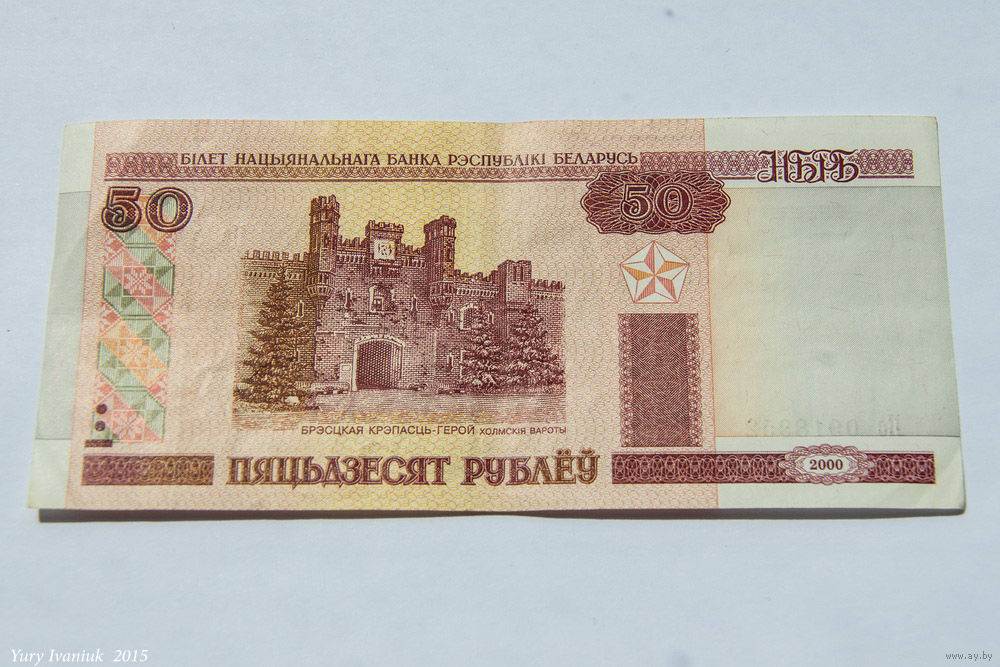 БІЛЕТ НАЦЫЯНАЛЬНАГА БАНКА РЭСПУБЛІКІ БЕЛАРУСЬ
НБРБ
50
50
БРЭСЦКАЯ КРЭПАСЦЬ-ГЕРОЙ ХОЛМСКІЯ ВАРОТЫ
ПЯЦЬДЗЕСЯТ РУБЛЁЎ
2000
Yury Ivaniuk 2015
www.ay.by